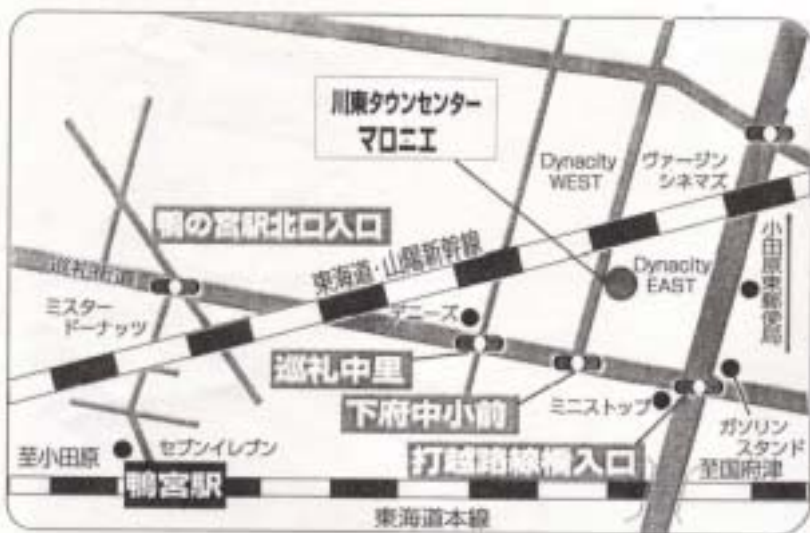 川東タウンセンター
マロニエ
Dynacity
WEST
ヴァージン
シネマズ
鴨の宮駅北口入口
東海道・山陽新幹線
巡礼街道
ミスター
ドーナッツ
デニーズ
Dynacity
EAST
小田原東郵便局
巡礼中里
下府中小前
ミニストップ
打越路線橋入口
ガソリン
スタンド
至国府津
至小田原
セブンイレブン
鴨宮駅
東海道本線